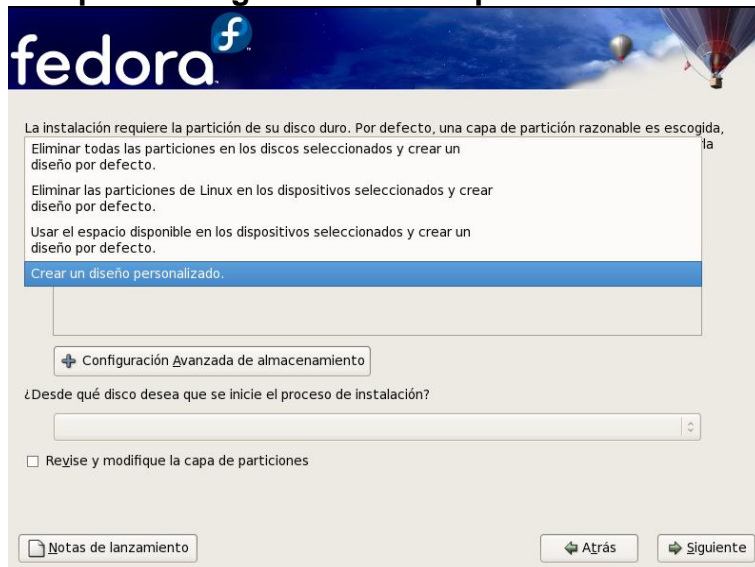 fedora
La instalación requiere la partición de su disco duro. Por defecto, una capa de partición razonable es escogida,
Eliminar todas las particiones en los discos seleccionados y crear un
diseño por defecto.
Eliminar las particiones de Linux en los dispositivos seleccionados y crear
diseño por defecto.
Usar el espacio disponible en los dispositivos seleccionados y crear un
diseño por defecto.
Crear un diseño personalizado.
Configuración Avanzada de almacenamiento
¿Desde qué disco desea que se inicie el proceso de instalación?
Revise y modifique la capa de particiones
Notas de lanzamiento
Atrás
Siguiente